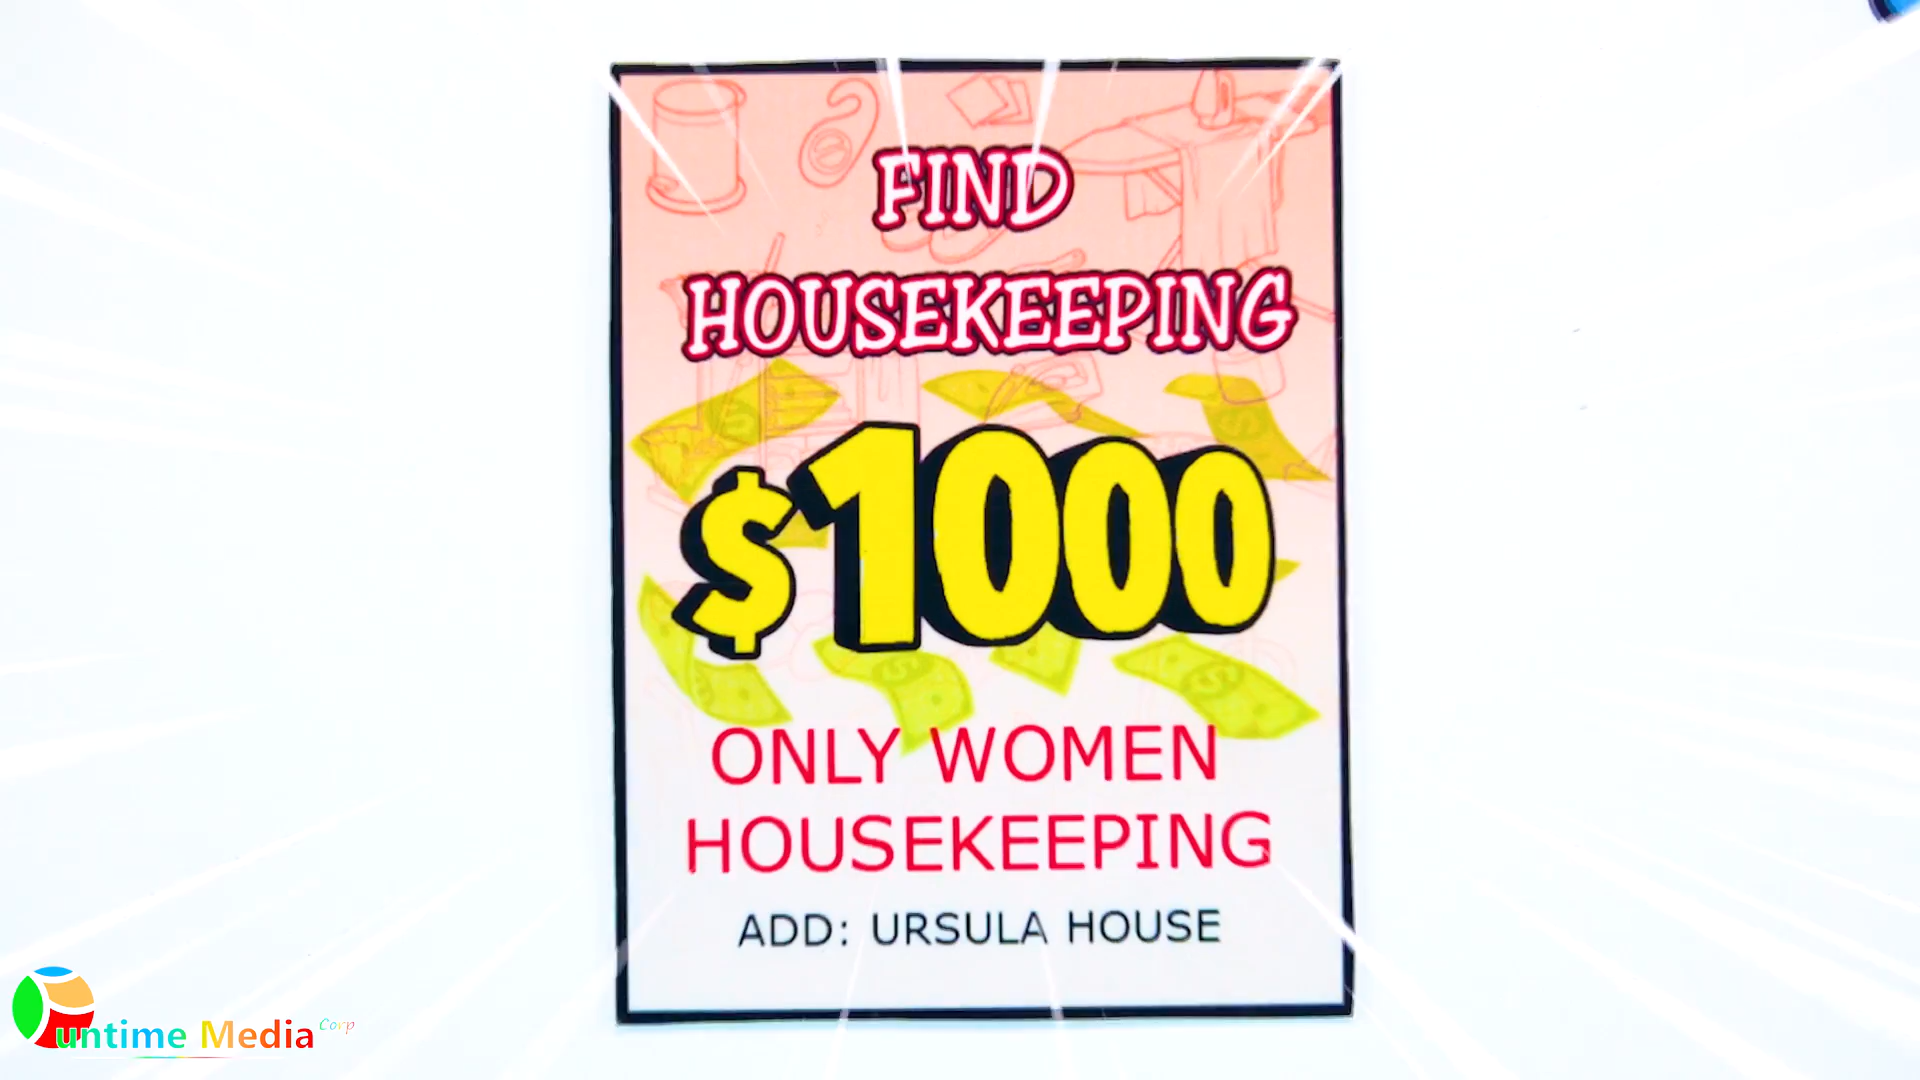 FIND
HOUSEKEEPING
$1000
ONLY WOMEN
HOUSEKEEPING
ADD: URSULA HOUSE
untime Media Corp